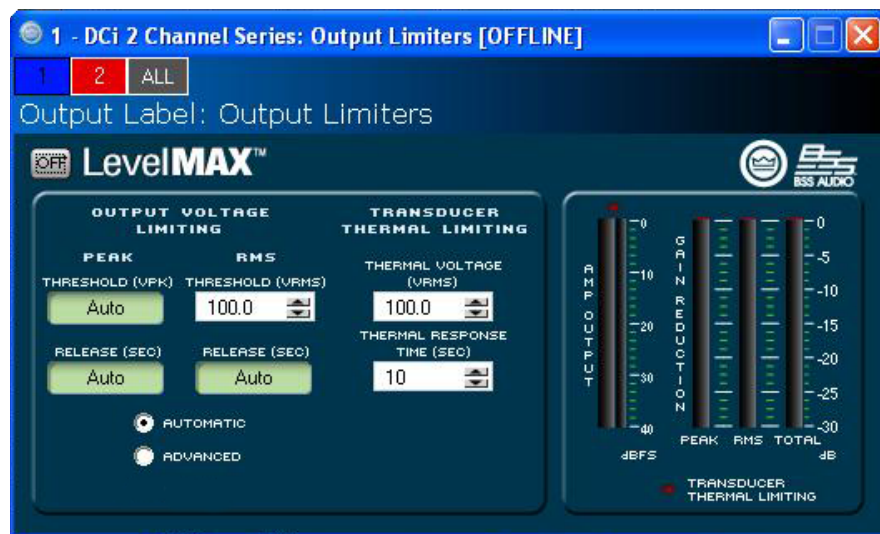 1 - DCi 2 Channel Series: Output Limiters [OFFLINE]
1 2 ALL
Output Label: Output Limiters
OFF LevelMAX™
BSS AUDIO
OUTPUT VOLTAGE
LIMITING
PEAK RMS
THRESHOLD (VPK) THRESHOLD (VRMS)
Auto 100.0
RELEASE (SEC) RELEASE (SEC)
Auto Auto
AUTOMATIC
ADVANCED
TRANSDUCER
THERMAL LIMITING
THERMAL VOLTAGE
(VRMS)
100.0
THERMAL RESPONSE
TIME (SEC)
10
AMP OUTPUT
0
-10
-20
-30
-40
dBFS
GAIN REDUCTION
0
-5
-10
-15
-20
-25
-30
PEAK RMS TOTAL
dB
TRANSDUCER
THERMAL LIMITING